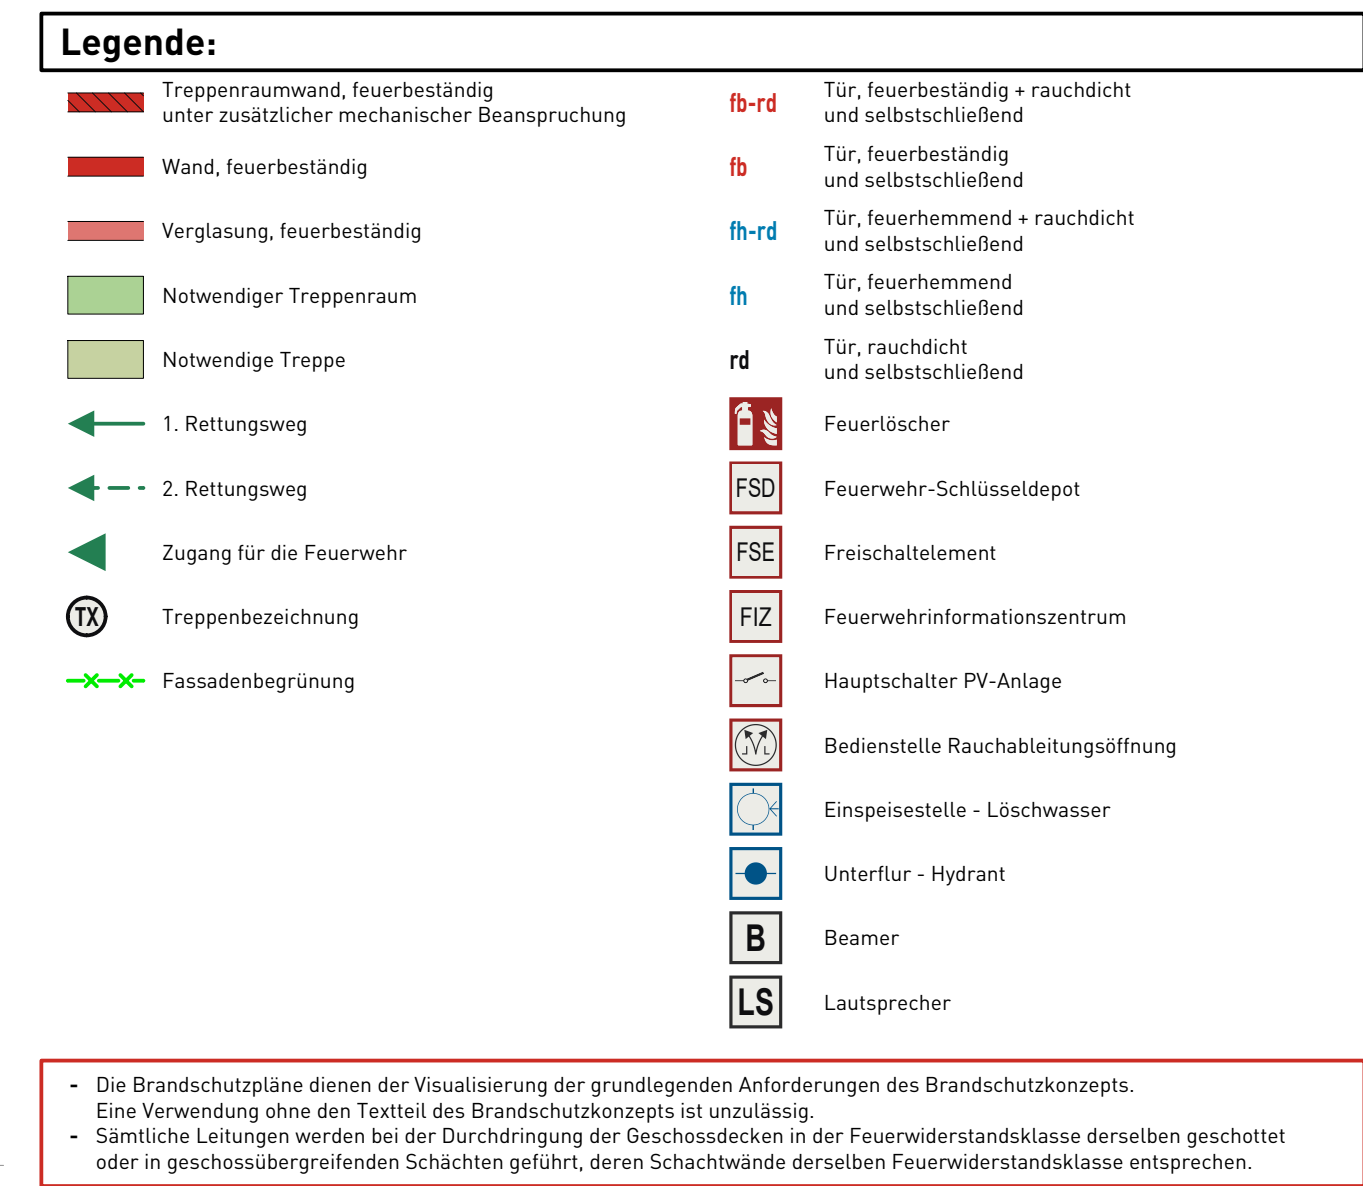 Legende:
Treppenraumwand, feuerbeständig
unter zusätzlicher mechanischer Beanspruchung
Wand, feuerbeständig
Verglasung, feuerbeständig
Notwendiger Treppenraum
Notwendige Treppe
1. Rettungsweg
2. Rettungsweg
Zugang für die Feuerwehr
TX Treppenbezeichnung
Fassadenbegrünung
fb-rd Tür, feuerbeständig + rauchdicht
und selbstschließend
fb Tür, feuerbeständig
und selbstschließend
fh-rd Tür, feuerhemmend + rauchdicht
und selbstschließend
fh Tür, feuerhemmend
und selbstschließend
rd Tür, rauchdicht
und selbstschließend
Feuerlöscher
FSD Feuerwehr-Schlüsseldepot
FSE Freischaltelement
FIZ Feuerwehrinformationszentrum
Hauptschalter PV-Anlage
Bedienstelle Rauchableitungsöffnung
Einspeisestelle - Löschwasser
Unterflur - Hydrant
B Beamer
LS Lautsprecher
- Die Brandschutzpläne dienen der Visualisierung der grundlegenden Anforderungen des Brandschutzkonzepts.
Eine Verwendung ohne den Textteil des Brandschutzkonzepts ist unzulässig.
- Sämtliche Leitungen werden bei der Durchdringung der Geschossdecken in der Feuerwiderstandsklasse derselben geschottet
oder in geschossübergreifenden Schächten geführt, deren Schachtwände derselben Feuerwiderstandsklasse entsprechen.